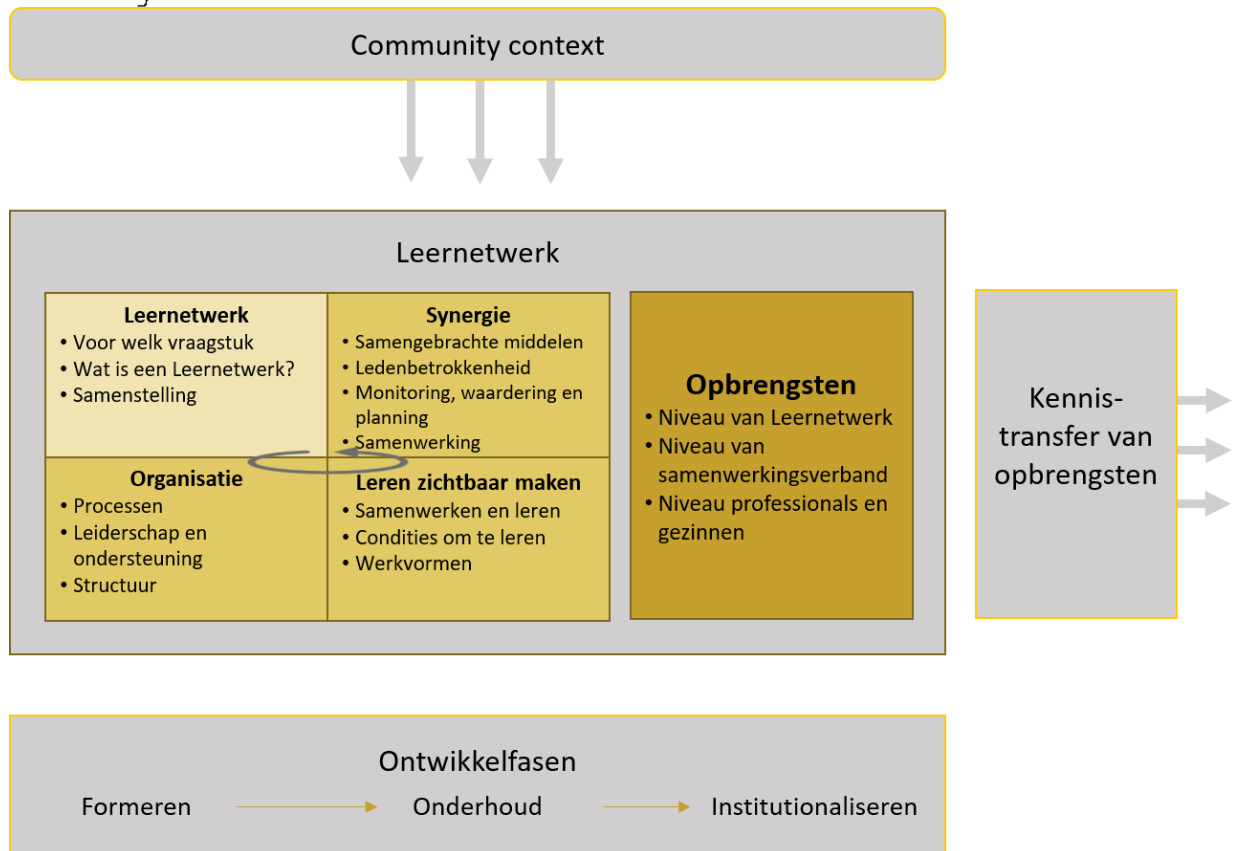 Community context
Leernetwerk
Leernetwerk
• Voor welk vraagstuk
• Wat is een Leernetwerk?
• Samenstelling
Synergie
• Samengebrachte middelen
• Ledenbetrokkenheid
• Monitoring, waardering en
planning
• Samenwerking
Organisatie
• Processen
• Leiderschap en
ondersteuning
• Structuur
Leren zichtbaar maken
• Samenwerken en leren
• Condities om te leren
• Werkvormen
Opbrengsten
• Niveau van Leernetwerk
• Niveau van
samenwerkingsverband
• Niveau professionals en
gezinnen
Kennis-
transfer van
opbrengsten
Ontwikkelfasen
Formeren
Onderhoud
Institutionaliseren